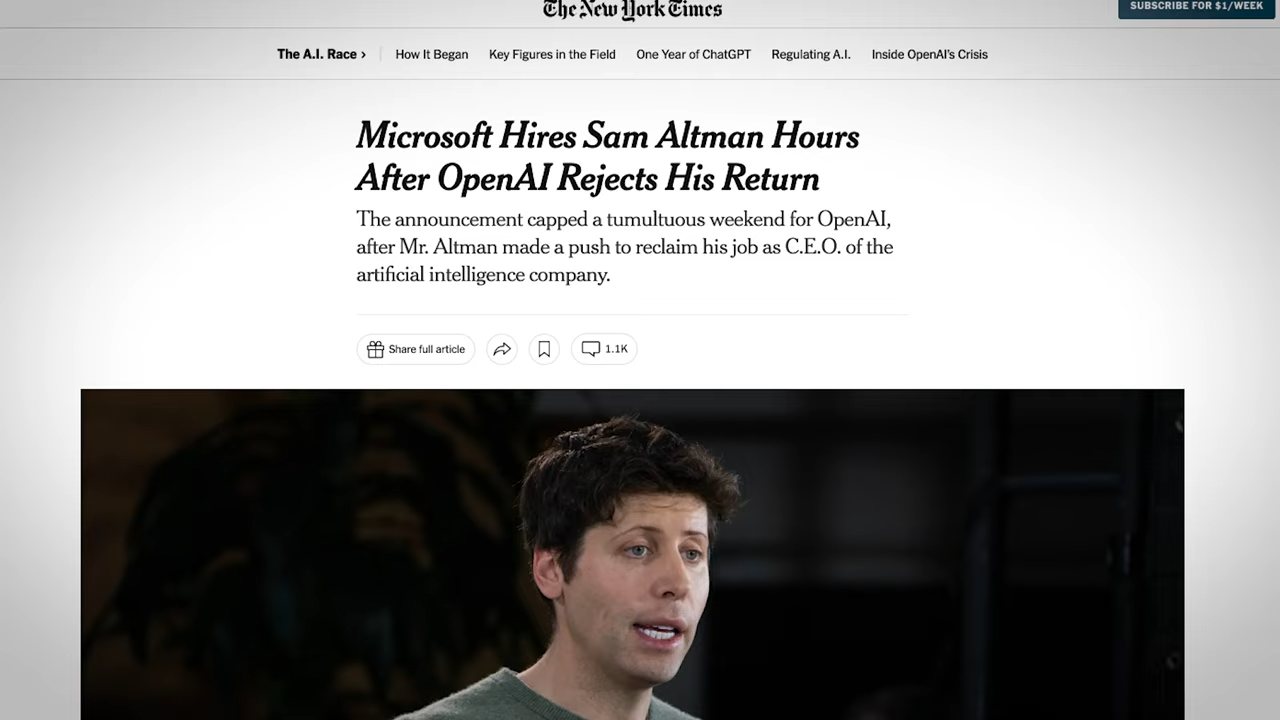 The New York Times
SUBSCRIBE FOR $1/WEEK
The A.I. Race › How It Began Key Figures in the Field One Year of ChatGPT Regulating A.I. Inside OpenAI's Crisis
Microsoft Hires Sam Altman Hours
After OpenAI Rejects His Return
The announcement capped a tumultuous weekend for OpenAI,
after Mr. Altman made a push to reclaim his job as C.E.O. of the
artificial intelligence company.
Share full article 1.1K